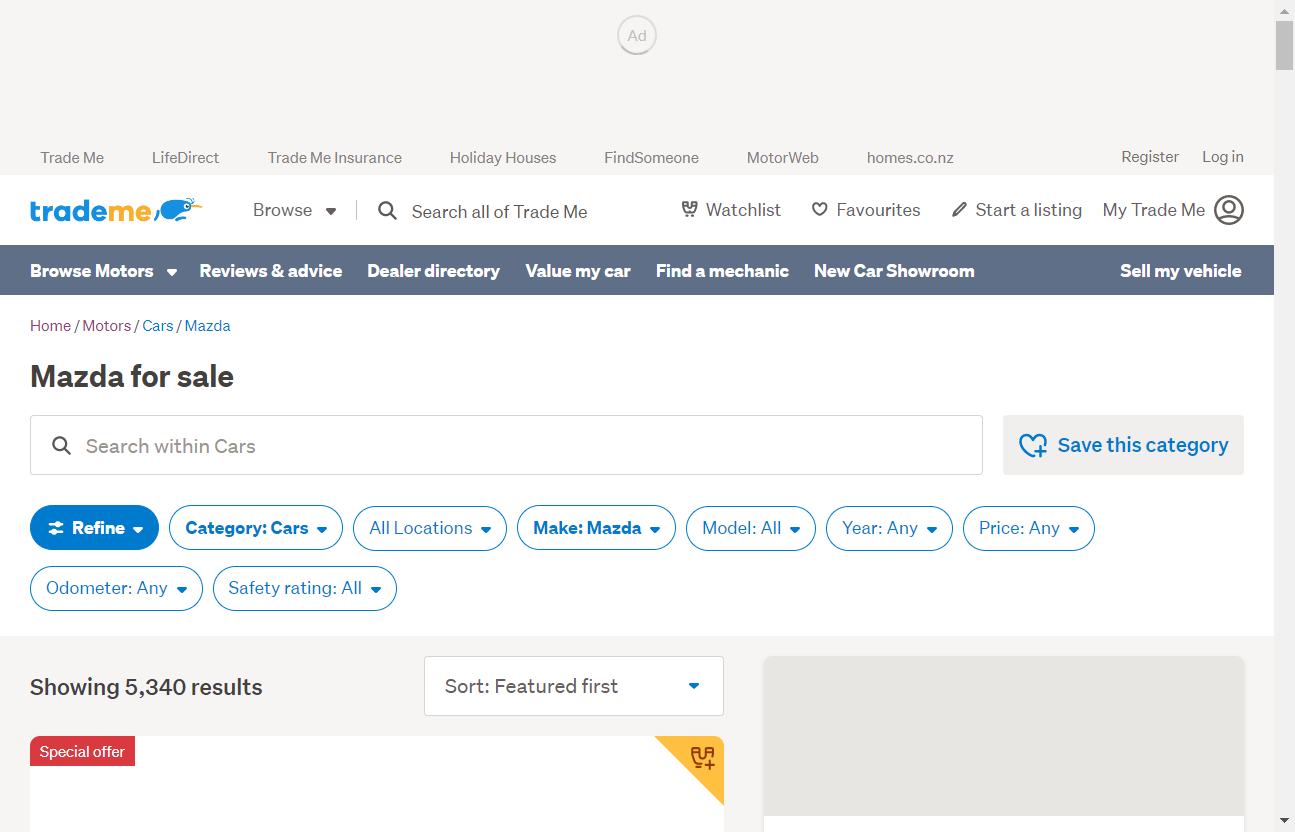 Ad
Trade Me LifeDirect Trade Me Insurance Holiday Houses FindSomeone MotorWeb homes.co.nz Register Log in
trademe Browse Search all of Trade Me Watchlist Favourites Start a listing My Trade Me
Browse Motors Reviews & advice Dealer directory Value my car Find a mechanic New Car Showroom Sell my vehicle
Home / Motors / Cars / Mazda
Mazda for sale
Search within Cars Save this category
Refine Category: Cars All Locations Make: Mazda Model: All Year: Any Price: Any
Odometer: Any Safety rating: All
Showing 5,340 results Sort: Featured first
Special offer